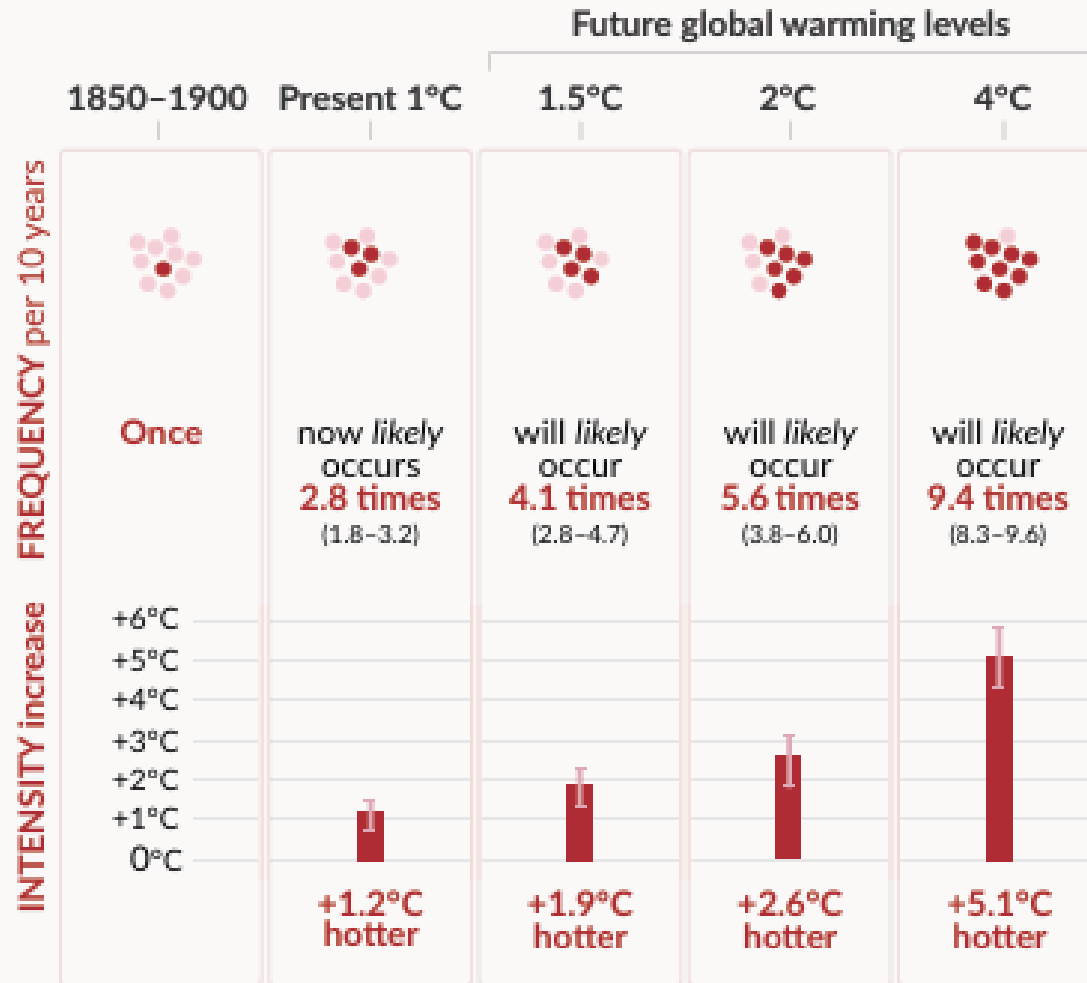 Future global warming levels
1850–1900 Present 1°C 1.5°C 2°C 4°C
FREQUENCY per 10 years
Once
now likely occurs 2.8 times (1.8–3.2)
will likely occur 4.1 times (2.8–4.7)
will likely occur 5.6 times (3.8–6.0)
will likely occur 9.4 times (8.3–9.6)
INTENSITY increase
+6°C
+5°C
+4°C
+3°C
+2°C
+1°C
0°C
+1.2°C hotter
+1.9°C hotter
+2.6°C hotter
+5.1°C hotter